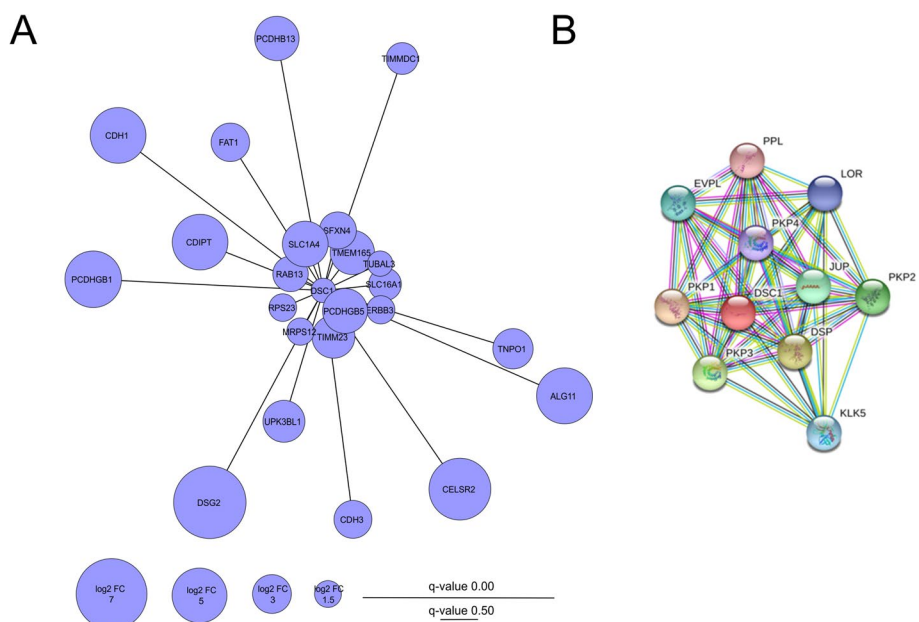 A
B
PCDHB13
TIMMDC1
CDH1
FAT1
CDIPT
SLC1A4
SFXN4
TMEM165
TUBAL3
RAB13
SLC16A1
PCDHGB1
DSC1
RPS23
PCDHGB5
ERBB3
MRPS12
TIMM23
TNPO1
ALG11
UPK3BL1
DSG2
CELSR2
CDH3
log2 FC
7
log2 FC
5
log2 FC
3
log2 FC
1.5
q-value 0.00
q-value 0.50
PPL
LOR
EVPL
PKP4
JUP
PKP2
PKP1
DSC1
DSP
PKP3
KLK5